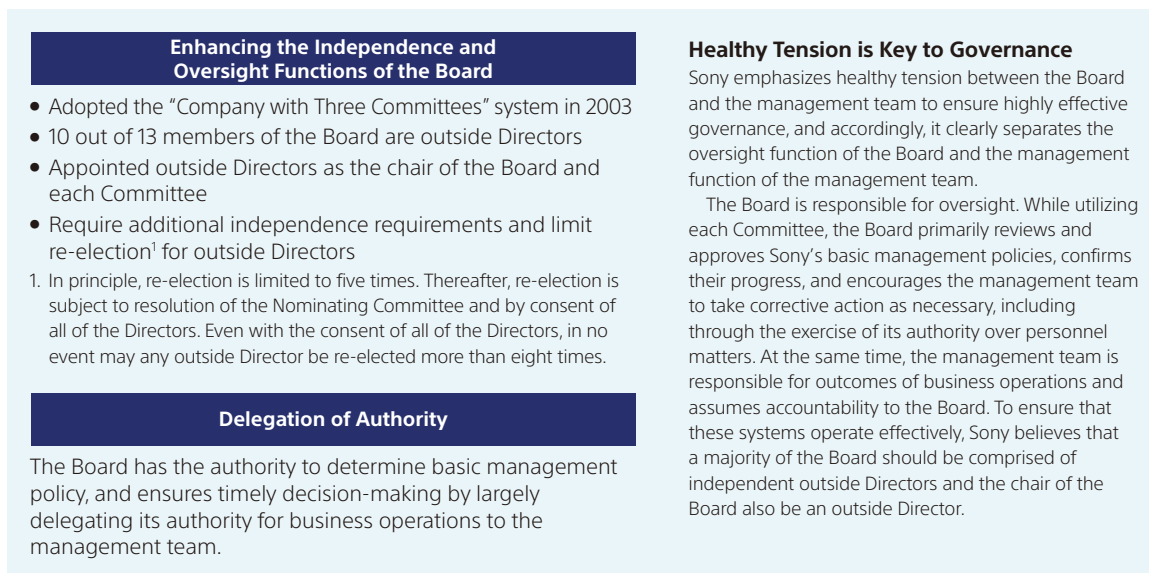 Enhancing the Independence and
Oversight Functions of the Board
● Adopted the “Company with Three Committees” system in 2003
● 10 out of 13 members of the Board are outside Directors
● Appointed outside Directors as the chair of the Board and
each Committee
● Require additional independence requirements and limit
re-election1 for outside Directors
1. In principle, re-election is limited to five times. Thereafter, re-election is
subject to resolution of the Nominating Committee and by consent of
all of the Directors. Even with the consent of all of the Directors, in no
event may any outside Director be re-elected more than eight times.
Delegation of Authority
The Board has the authority to determine basic management
policy, and ensures timely decision-making by largely
delegating its authority for business operations to the
management team.
Healthy Tension is Key to Governance
Sony emphasizes healthy tension between the Board
and the management team to ensure highly effective
governance, and accordingly, it clearly separates the
oversight function of the Board and the management
function of the management team.
The Board is responsible for oversight. While utilizing
each Committee, the Board primarily reviews and
approves Sony’s basic management policies, confirms
their progress, and encourages the management team
to take corrective action as necessary, including
through the exercise of its authority over personnel
matters. At the same time, the management team is
responsible for outcomes of business operations and
assumes accountability to the Board. To ensure that
these systems operate effectively, Sony believes that
a majority of the Board should be comprised of
independent outside Directors and the chair of the
Board also be an outside Director.